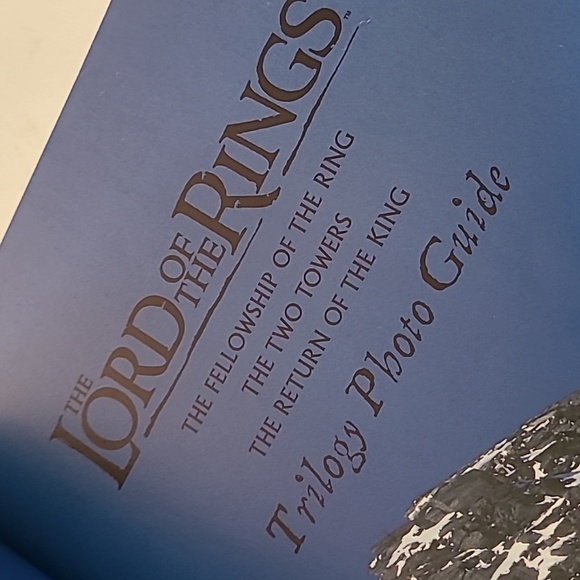 THE LORD OF THE RINGS™
THE FELLOWSHIP OF THE RING
THE TWO TOWERS
THE RETURN OF THE KING
Trilogy Photo Guide